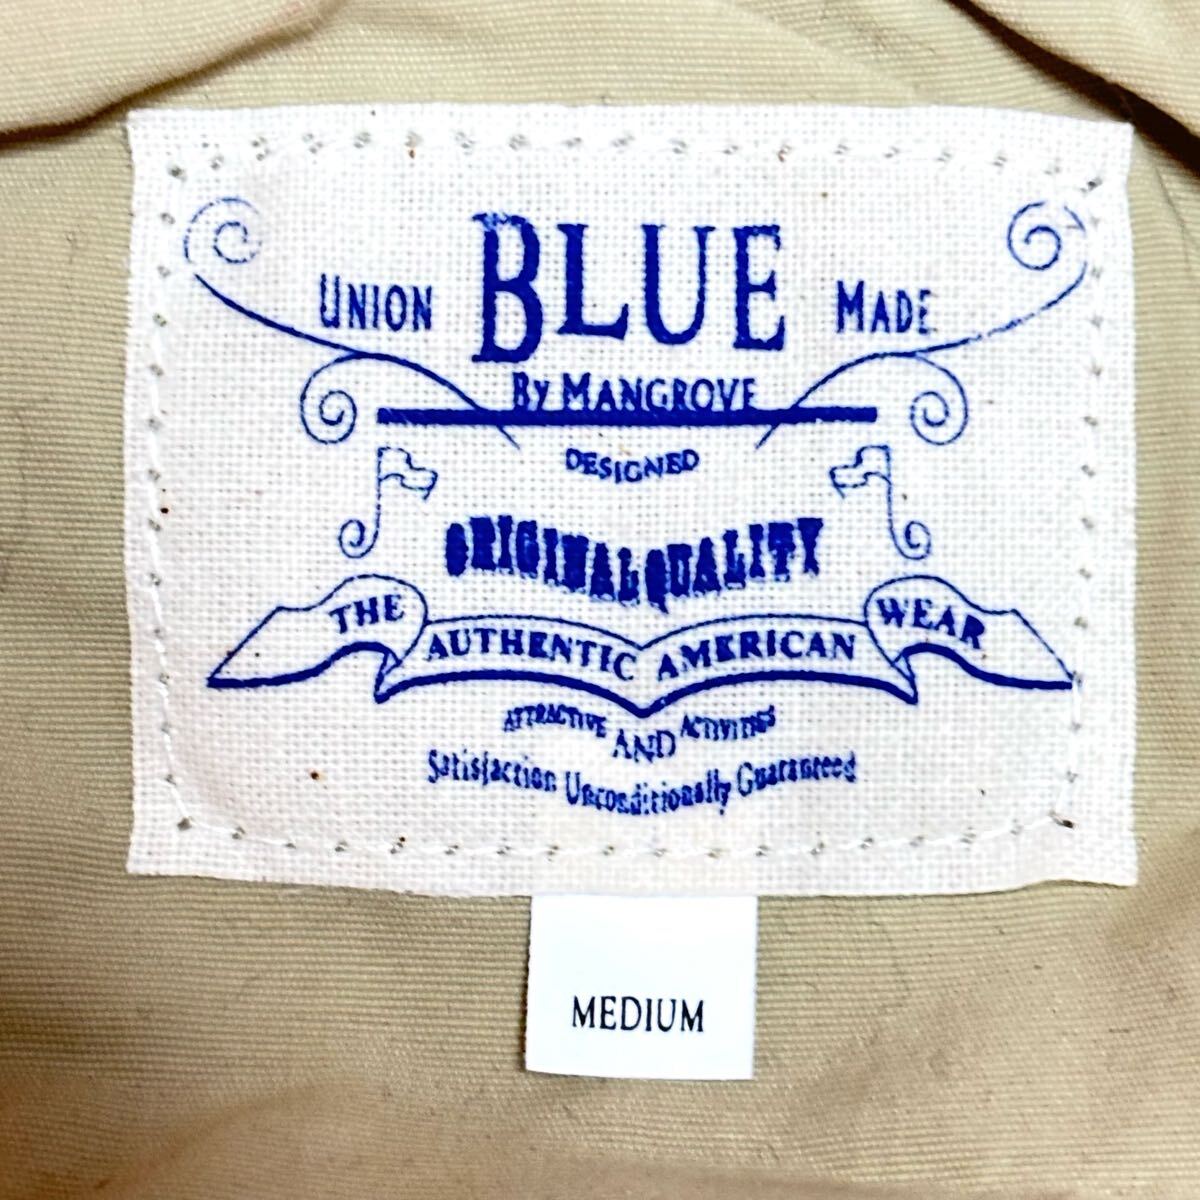 UNION BLUE MADE
BY MANGROVE
DESIGNED
ORIGINAL QUALITY
THE AUTHENTIC AMERICAN WEAR
ATTRACTIVE AND ACTIVITIES
Satisfaction Unconditionally Guaranteed
MEDIUM